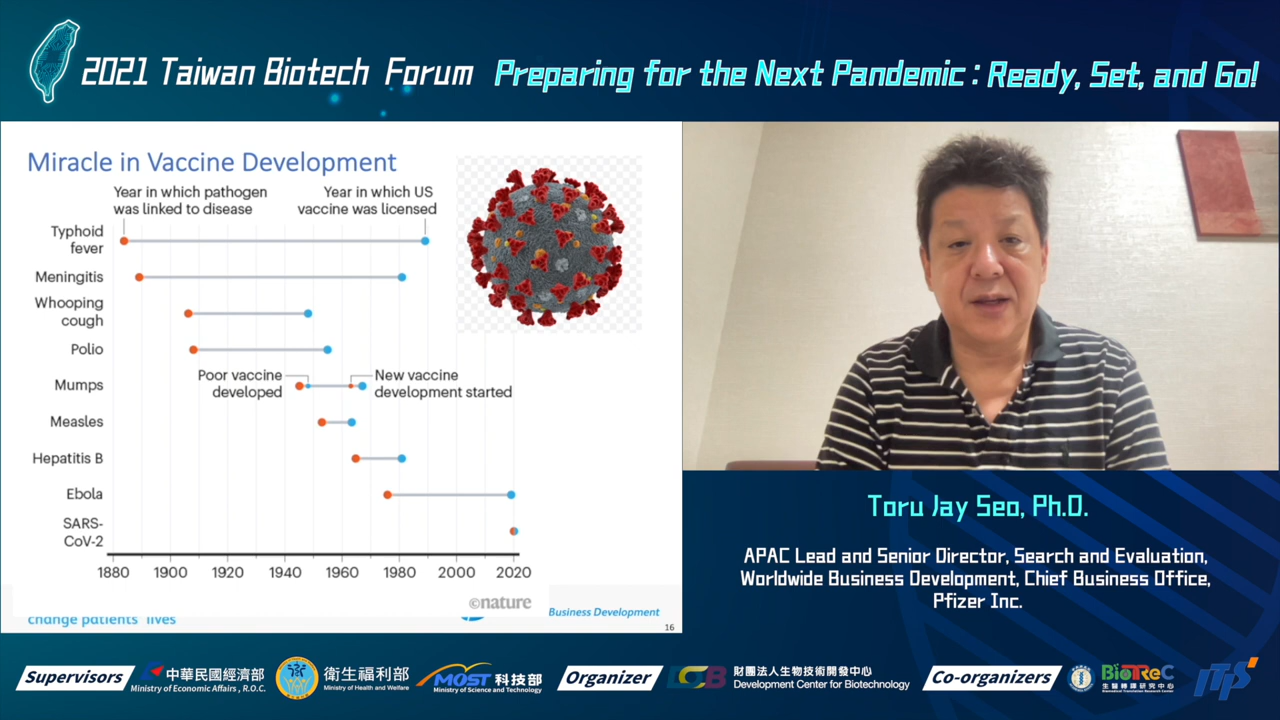 2021 Taiwan Biotech Forum Preparing for the Next Pandemic : Ready, Set, and Go!
Miracle in Vaccine Development
Year in which pathogen
was linked to disease
Year in which US
vaccine was licensed
Typhoid
fever
Meningitis
Whooping
cough
Polio
Mumps
Poor vaccine
developed
New vaccine
development started
Measles
Hepatitis B
Ebola
SARS-
CoV-2
1880 1900 1920 1940 1960 1980 2000 2020
©nature
change patients' lives
Business Development
16
Toru Jay Seo, Ph.D.
APAC Lead and Senior Director, Search and Evaluation,
Worldwide Business Development, Chief Business Office,
Pfizer Inc.
Supervisors
中華民國經濟部
Ministry of Economic Affairs , R.O.C.
衛生福利部
Ministry of Health and Welfare
MOST 科技部
Ministry of Science and Technology
Organizer
DCB
財團法人生物技術開發中心
Development Center for Biotechnology
Co-organizers
BioTReC
生醫轉譯研究中心
Biomedical Translation Research Center
ITIS